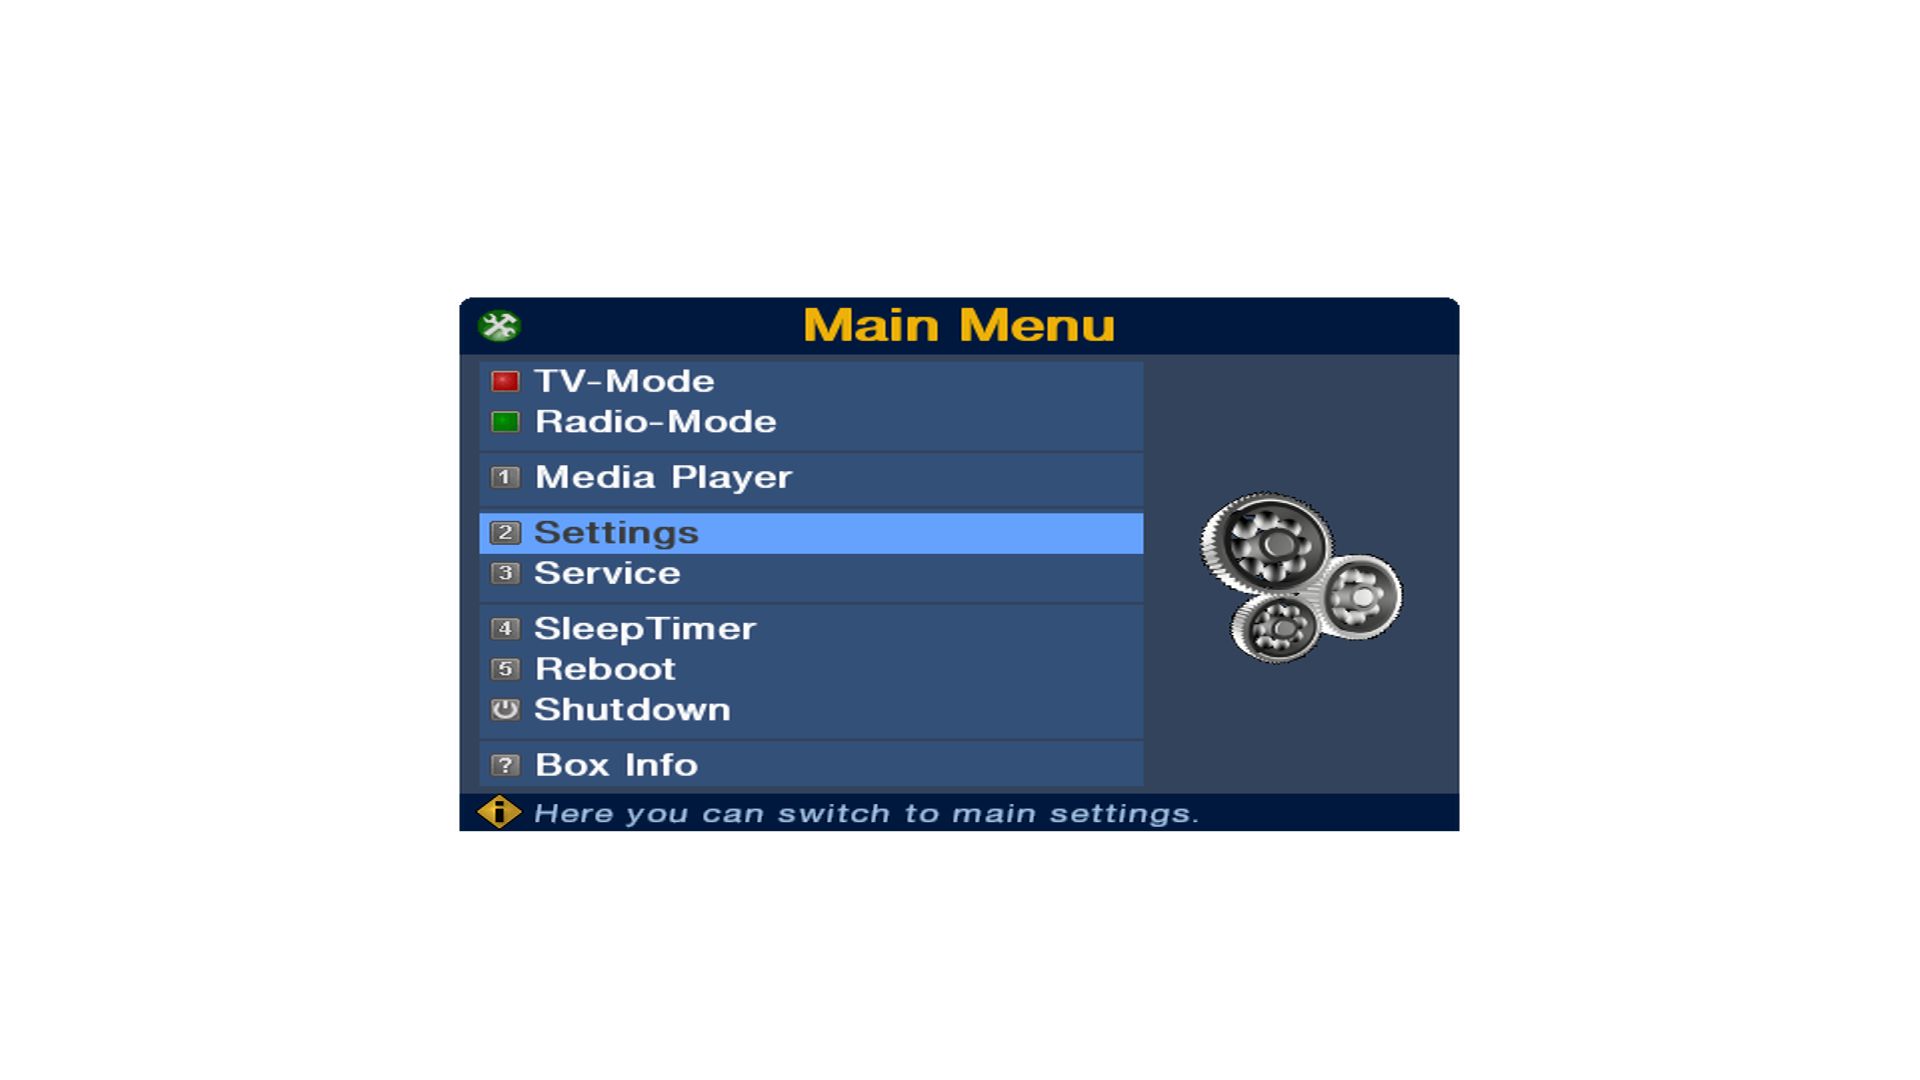 Main Menu
TV-Mode
Radio-Mode
1 Media Player
2 Settings
3 Service
4 SleepTimer
5 Reboot
Shutdown
? Box Info
i Here you can switch to main settings.